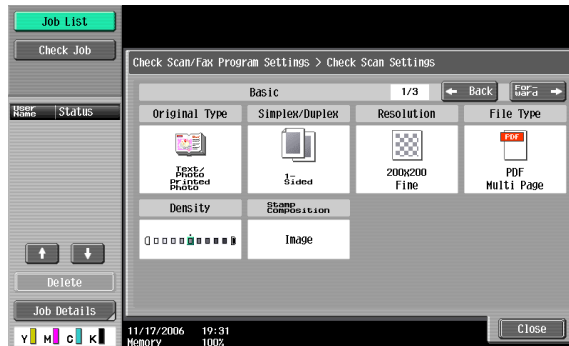 Job List
Check Job
Check Scan/Fax Program Settings > Check Scan Settings
Basic
1/3
Back
For-
ward
User
Name
Status
Original Type
Simplex/Duplex
Resolution
File Type
Text/
Photo
Printed
Photo
1-
Sided
200X200
Fine
PDF
PDF
Multi Page
Density
Stamp
Composition
Image
Delete
Job Details
Close
Y M C K
11/17/2006 19:31
Memory 100%